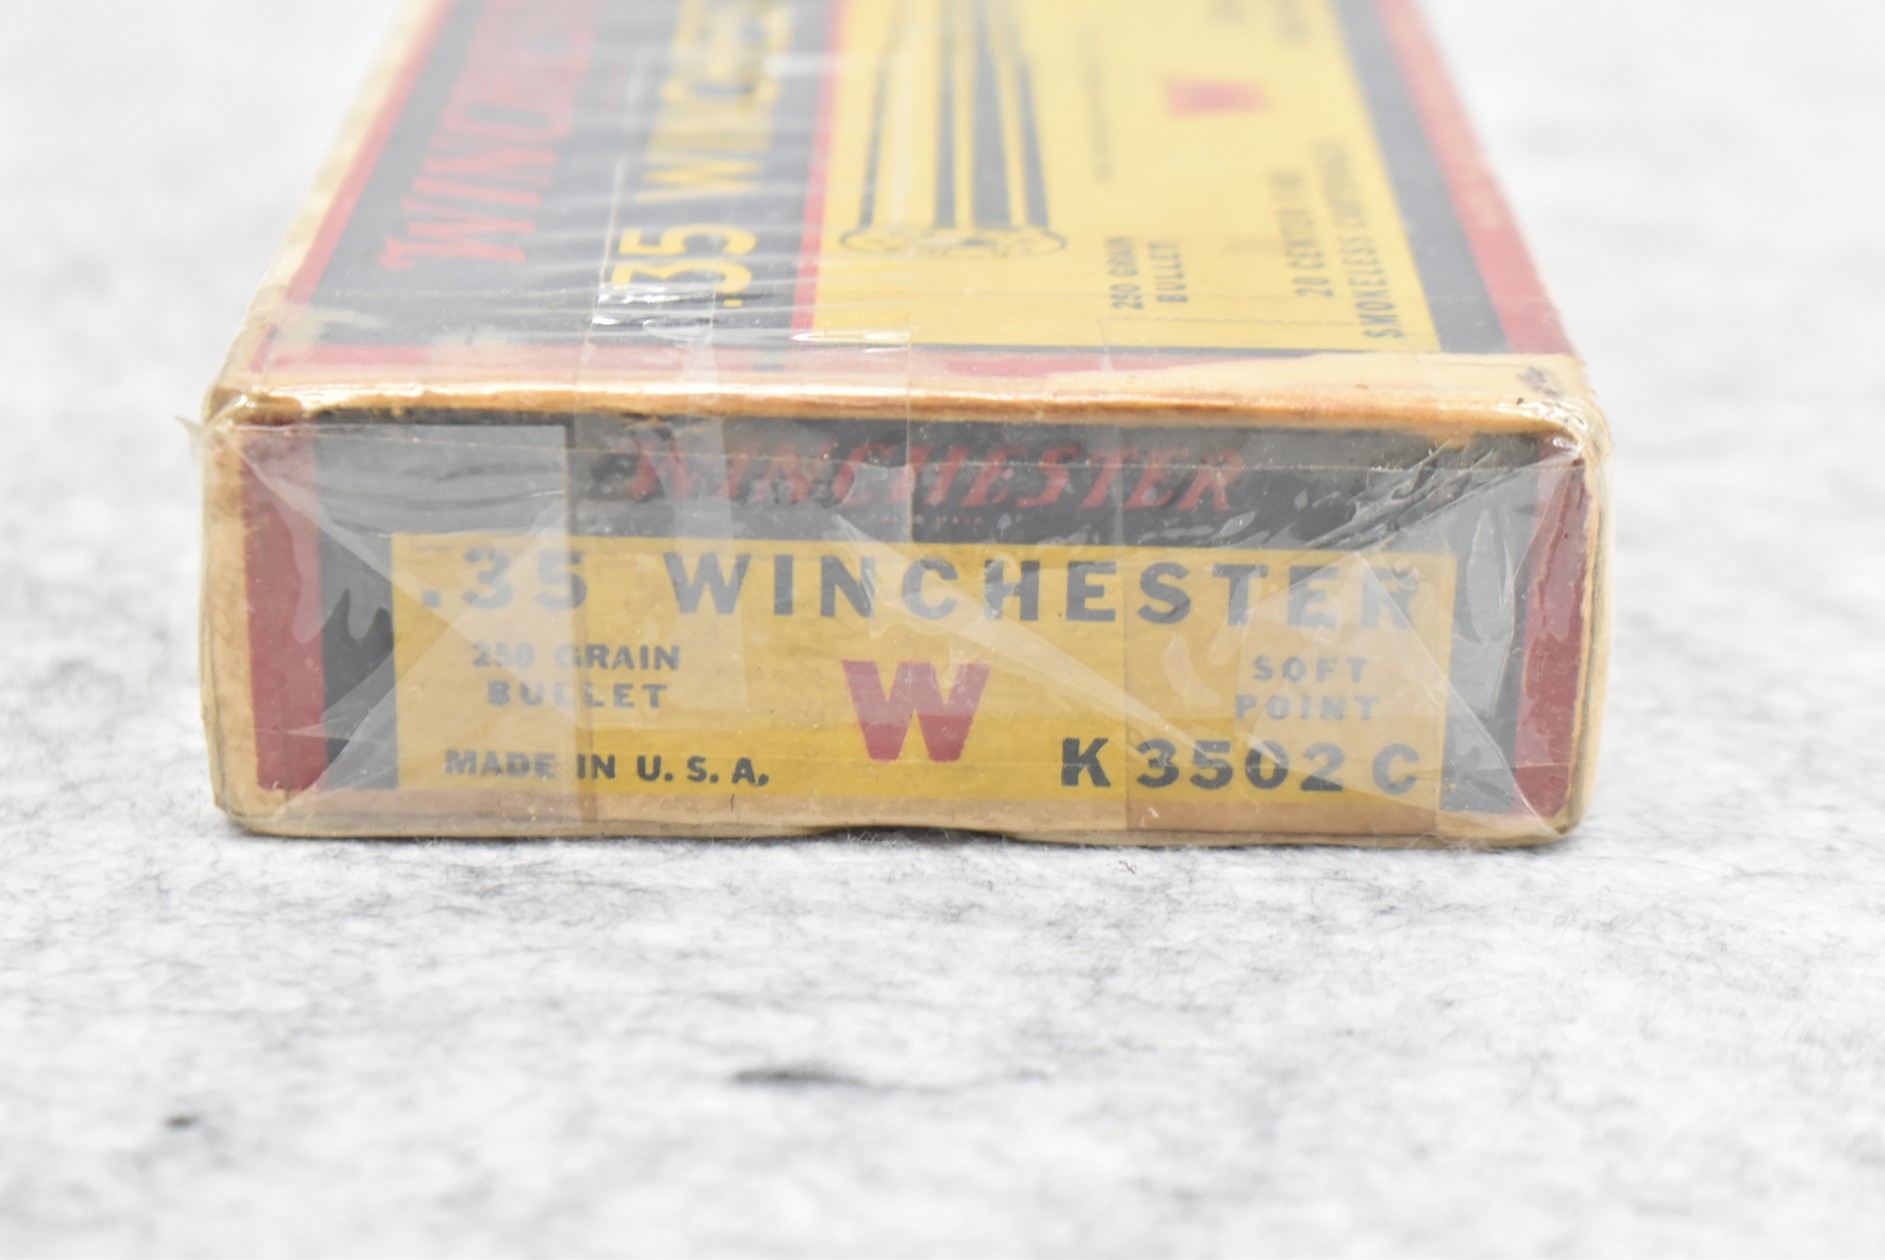 WINCHESTER
.35 WINCHESTER
W
250 GRAIN
BULLET
20 CENTER FIRE
SMOKELESS CARTRIDGES
WINCHESTER
.35 WINCHESTER
250 GRAIN
BULLET
W
SOFT
POINT
MADE IN U.S.A.
K3502C